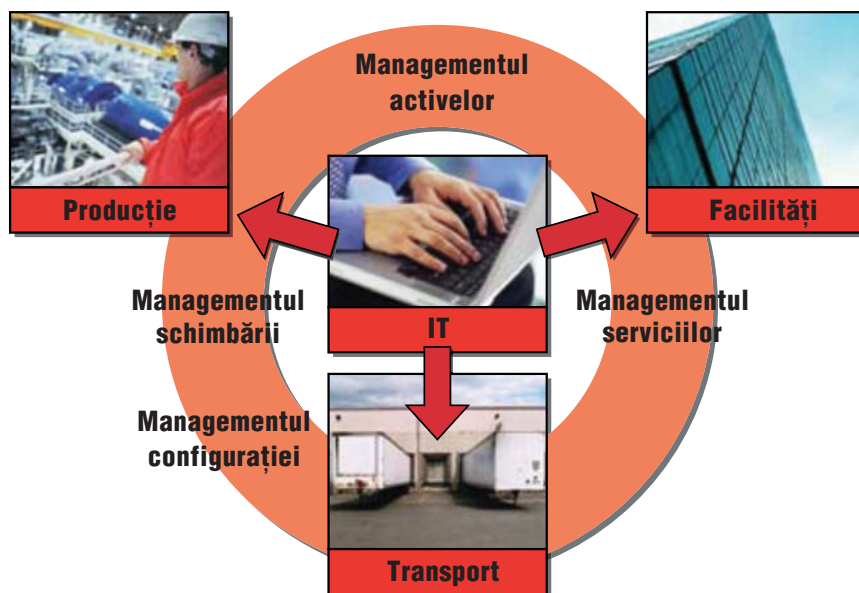 Managementul
activelor
Producție
Facilități
Managementul
schimbării
IT
Managementul
serviciilor
Managementul
configurației
Transport